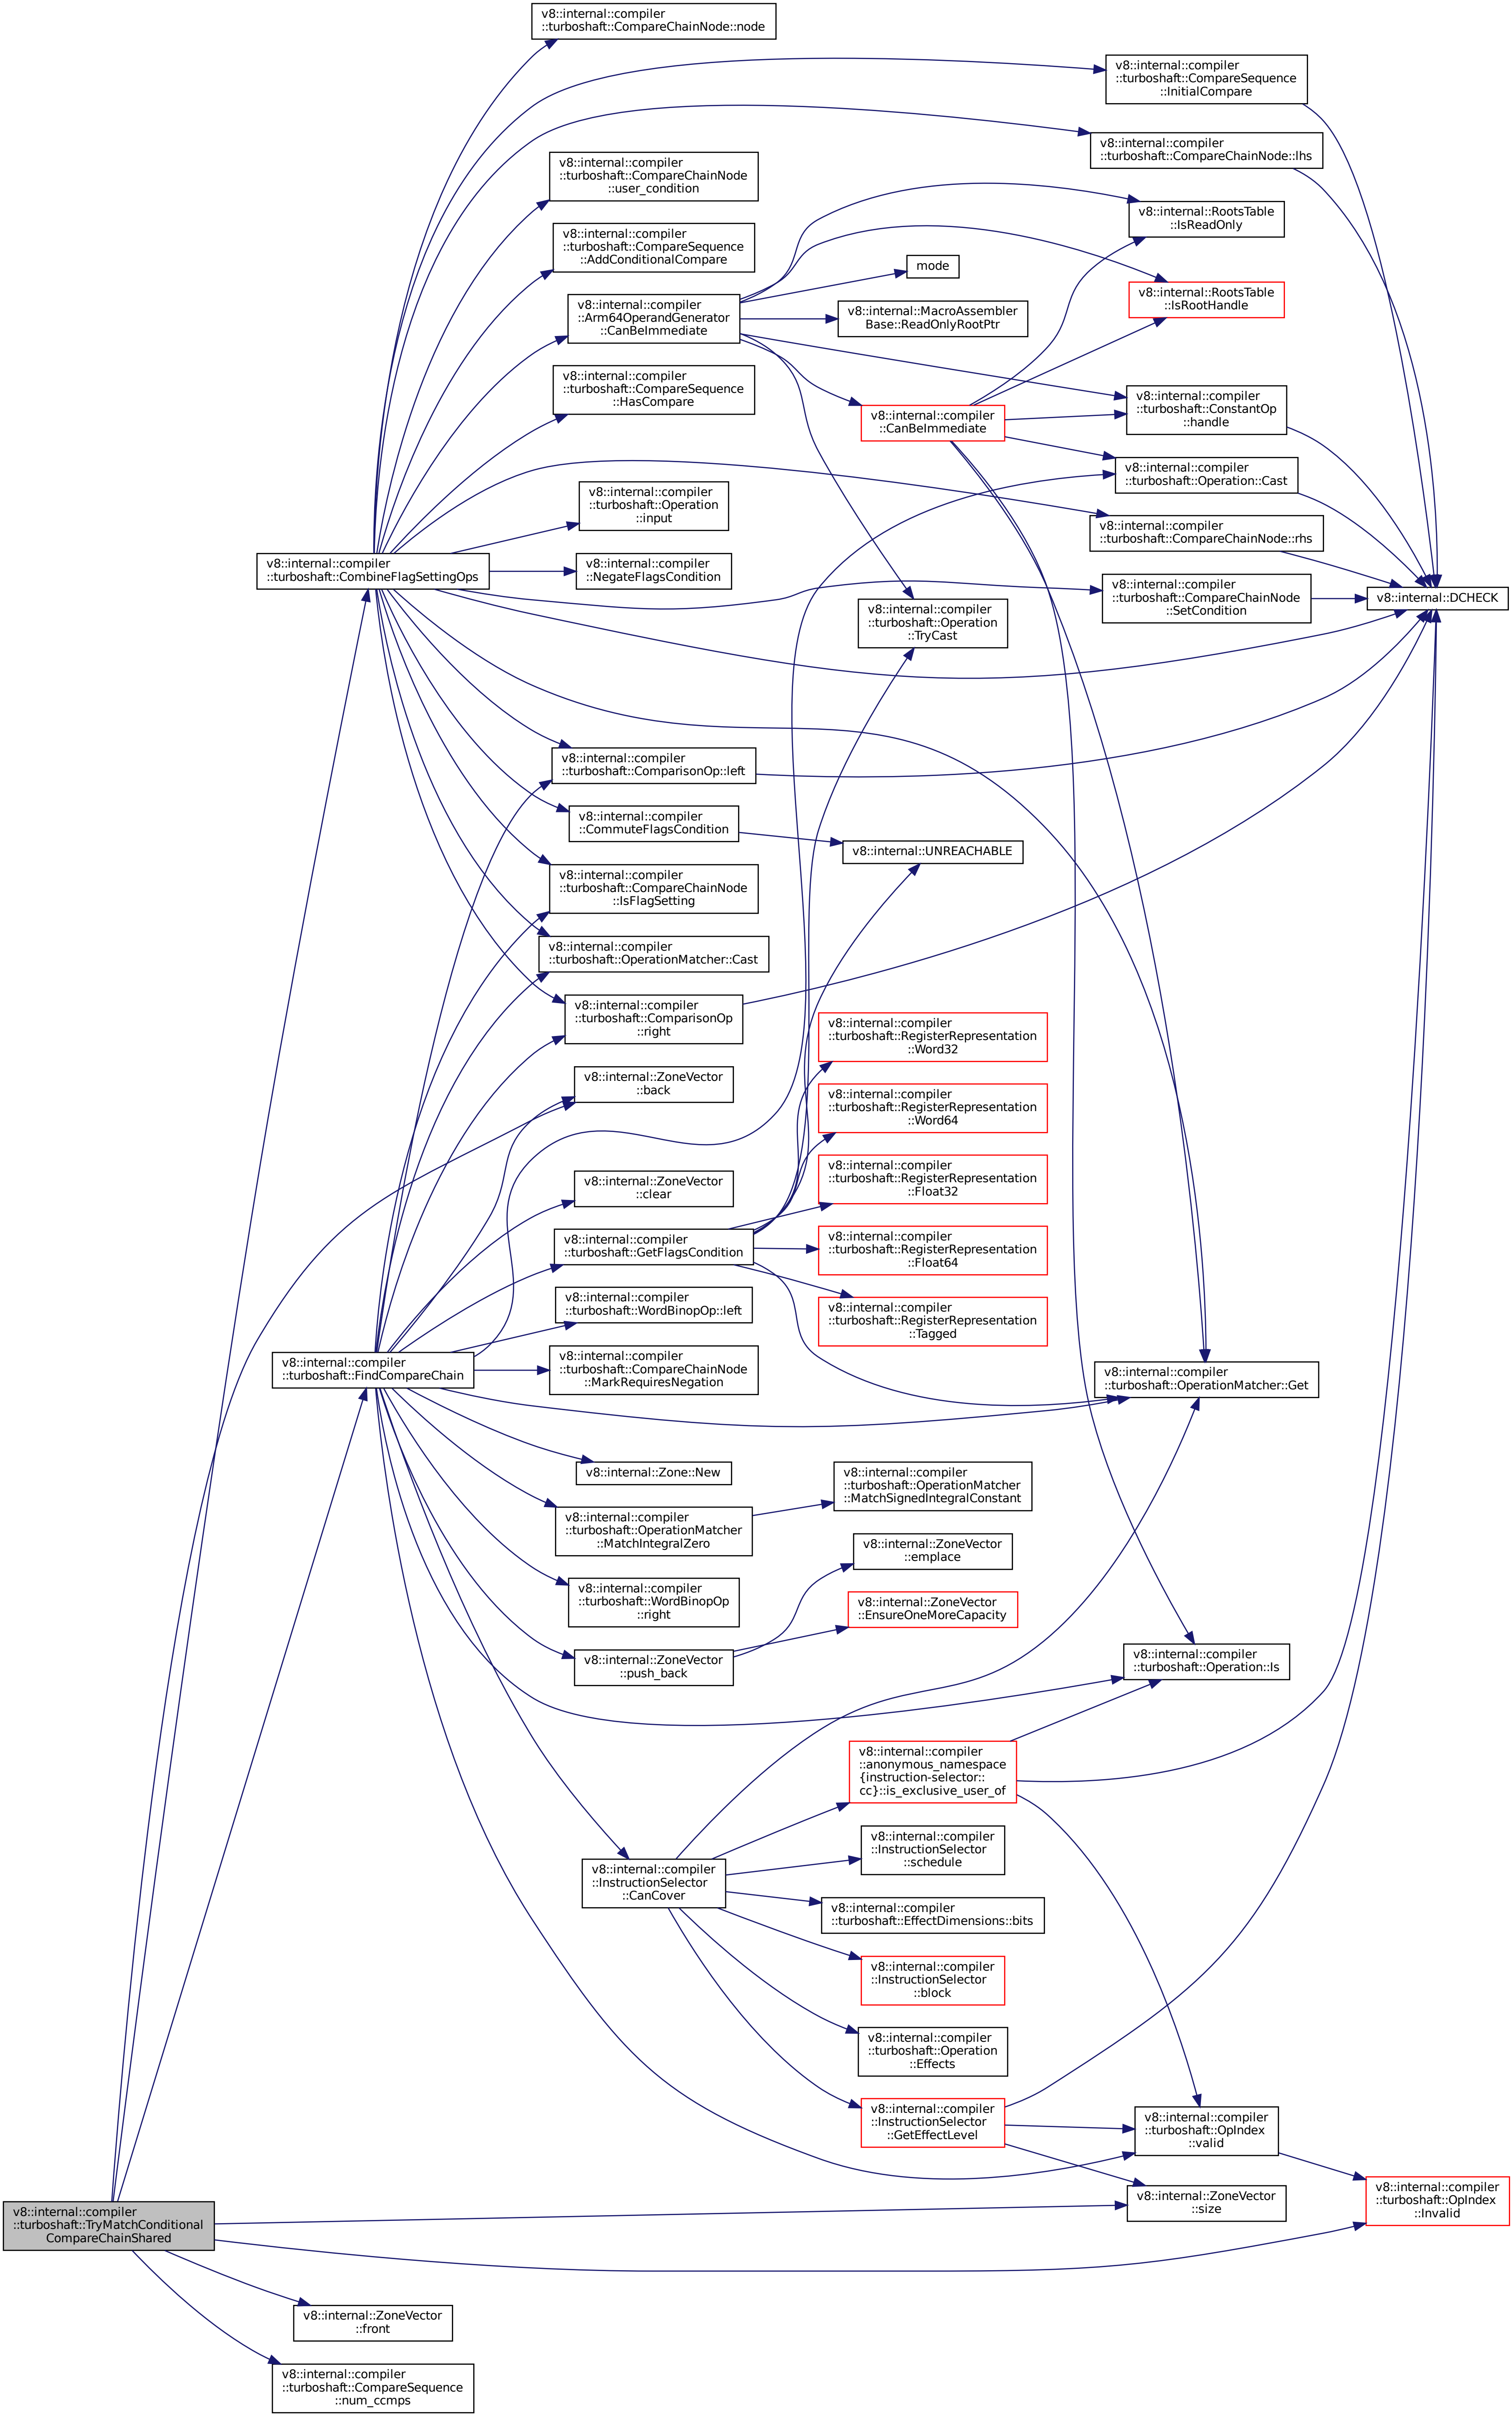 v8::internal::compiler
::turboshaft::CompareChainNode::node
v8::internal::compiler
::turboshaft::CompareSequence
::InitialCompare
v8::internal::compiler
::turboshaft::CompareChainNode::lhs
v8::internal::compiler
::turboshaft::CompareChainNode
::user_condition
v8::internal::RootsTable
::IsReadOnly
v8::internal::compiler
::turboshaft::CompareSequence
::AddConditionalCompare
mode
v8::internal::RootsTable
::IsRootHandle
v8::internal::compiler
::Arm64OperandGenerator
::CanBeImmediate
v8::internal::MacroAssembler
Base::ReadOnlyRootPtr
v8::internal::compiler
::turboshaft::CompareSequence
::HasCompare
v8::internal::compiler
::CanBeImmediate
v8::internal::compiler
::turboshaft::ConstantOp
::handle
v8::internal::compiler
::turboshaft::Operation::Cast
v8::internal::compiler
::turboshaft::Operation
::input
v8::internal::compiler
::turboshaft::CompareChainNode::rhs
v8::internal::compiler
::turboshaft::CombineFlagSettingOps
v8::internal::compiler
::NegateFlagsCondition
v8::internal::compiler
::turboshaft::CompareChainNode
::SetCondition
v8::internal::DCHECK
v8::internal::compiler
::turboshaft::Operation
::TryCast
v8::internal::compiler
::turboshaft::ComparisonOp::left
v8::internal::compiler
::CommuteFlagsCondition
v8::internal::UNREACHABLE
v8::internal::compiler
::turboshaft::CompareChainNode
::IsFlagSetting
v8::internal::compiler
::turboshaft::OperationMatcher::Cast
v8::internal::compiler
::turboshaft::ComparisonOp
::right
v8::internal::compiler
::turboshaft::RegisterRepresentation
::Word32
v8::internal::ZoneVector
::back
v8::internal::compiler
::turboshaft::RegisterRepresentation
::Word64
v8::internal::ZoneVector
::clear
v8::internal::compiler
::turboshaft::RegisterRepresentation
::Float32
v8::internal::compiler
::turboshaft::GetFlagsCondition
v8::internal::compiler
::turboshaft::RegisterRepresentation
::Float64
v8::internal::compiler
::turboshaft::WordBinopOp::left
v8::internal::compiler
::turboshaft::RegisterRepresentation
::Tagged
v8::internal::compiler
::turboshaft::FindCompareChain
v8::internal::compiler
::turboshaft::CompareChainNode
::MarkRequiresNegation
v8::internal::compiler
::turboshaft::OperationMatcher::Get
v8::internal::Zone::New
v8::internal::compiler
::turboshaft::OperationMatcher
::MatchSignedIntegralConstant
v8::internal::compiler
::turboshaft::OperationMatcher
::MatchIntegralZero
v8::internal::ZoneVector
::emplace
v8::internal::compiler
::turboshaft::WordBinopOp
::right
v8::internal::ZoneVector
::EnsureOneMoreCapacity
v8::internal::ZoneVector
::push_back
v8::internal::compiler
::turboshaft::Operation::Is
v8::internal::compiler
::anonymous_namespace
{instruction-selector::
cc}::is_exclusive_user_of
v8::internal::compiler
::InstructionSelector
::schedule
v8::internal::compiler
::InstructionSelector
::CanCover
v8::internal::compiler
::turboshaft::EffectDimensions::bits
v8::internal::compiler
::InstructionSelector
::block
v8::internal::compiler
::turboshaft::Operation
::Effects
v8::internal::compiler
::InstructionSelector
::GetEffectLevel
v8::internal::compiler
::turboshaft::OpIndex
::valid
v8::internal::compiler
::turboshaft::OpIndex
::Invalid
v8::internal::ZoneVector
::size
v8::internal::compiler
::turboshaft::TryMatchConditional
CompareChainShared
v8::internal::ZoneVector
::front
v8::internal::compiler
::turboshaft::CompareSequence
::num_ccmps